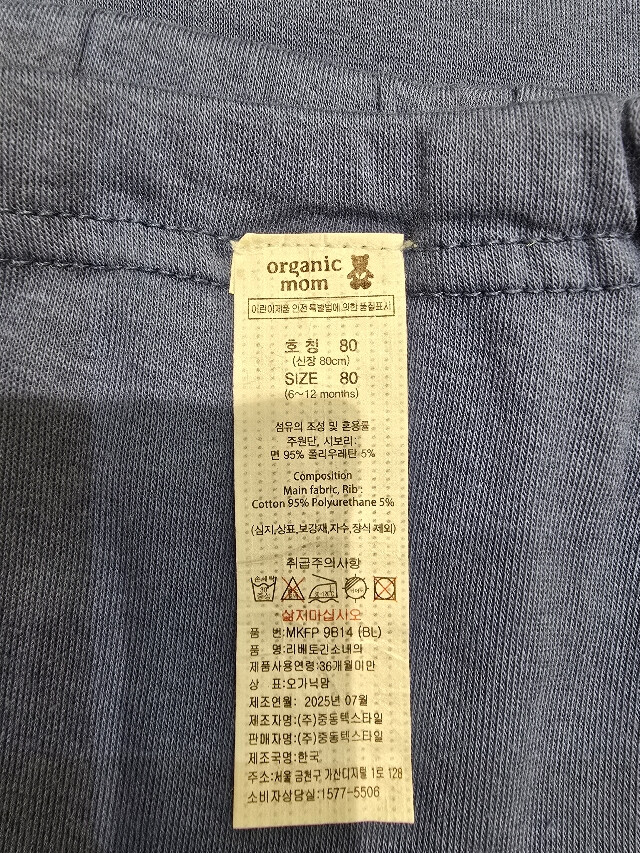 organic
mom
어린이제품 안전 특별법에 의한 품질표시
호 칭 80
(신장 80cm)
SIZE 80
(6~12 months)
섬유의 조성 및 혼용률
주원단, 시보리:
면 95% 폴리우레탄 5%
Composition
Main fabric, Rib :
Cotton 95% Polyurethane 5%
(심지,상표,보강재,자수,장식 제외)
취급주의사항
삶지마십시오
품 번:MKFP 9B14 (BL)
품 명:리베토긴소내의
제품사용연령:36개월미만
상 표:오가닉맘
제조연월: 2025년 07월
제조자명:(주)중동텍스타일
판매자명:(주)중동텍스타일
제조국명:한국
주소:서울 금천구 가산디지털 1로 128
소비자상담실:1577-5506